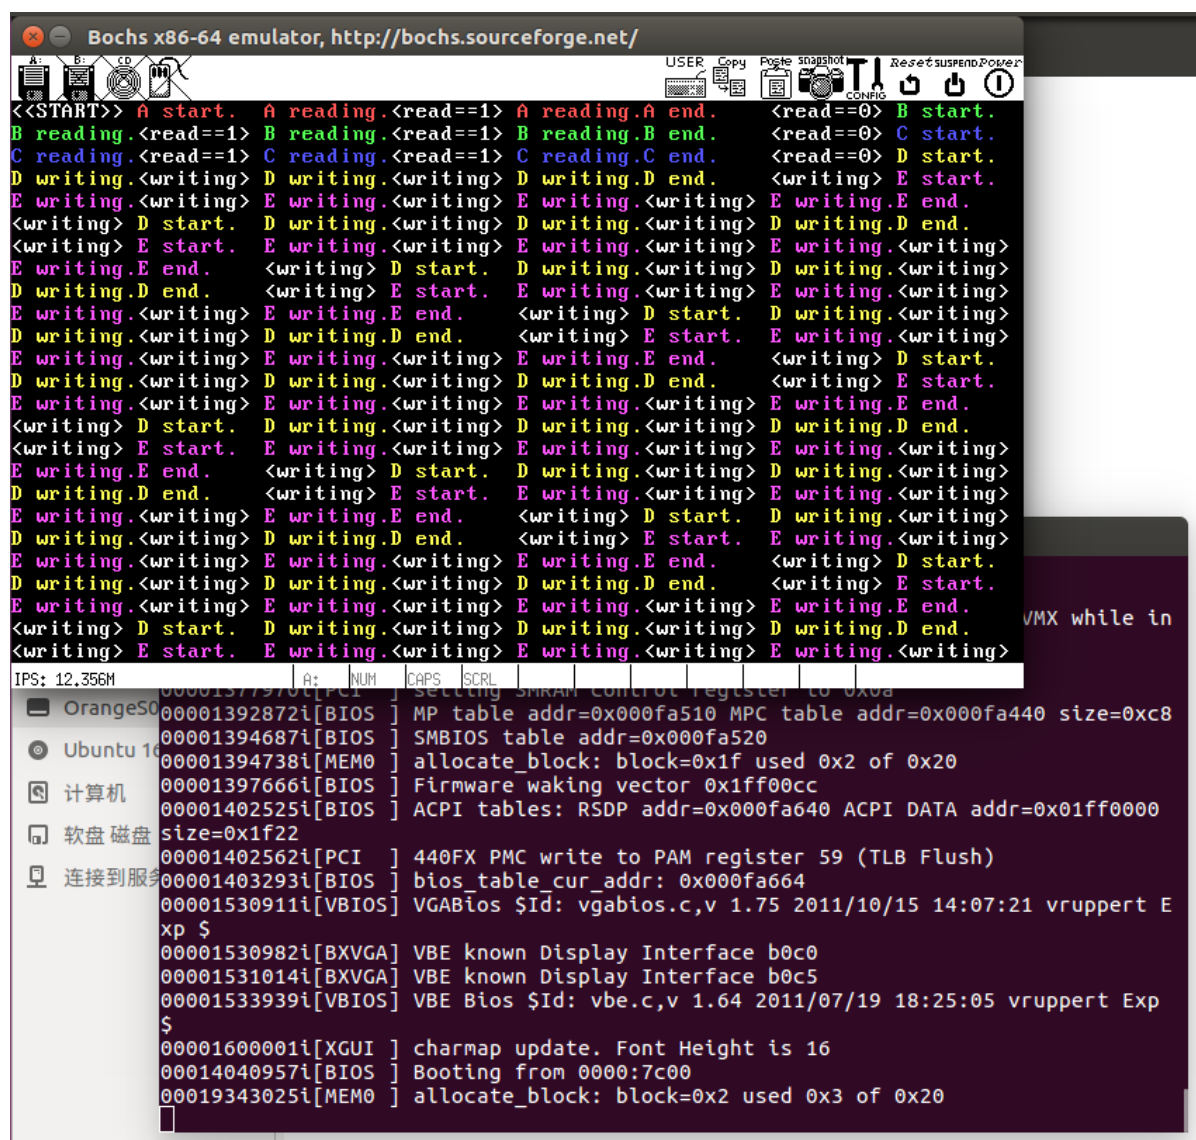 Bochs x86-64 emulator, http://bochs.sourceforge.net/
A: B: CD USER Copy Paste snapshot CONFIG Reset SUSPEND Power
<<START>> A start. A reading.<read==1> A reading.A end. <read==0> B start.
B reading.<read==1> B reading.<read==1> B reading.B end. <read==0> C start.
C reading.<read==1> C reading.<read==1> C reading.C end. <read==0> D start.
D writing.<writing> D writing.<writing> D writing.D end. <writing> E start.
E writing.<writing> E writing.<writing> E writing.<writing> E writing.E end.
<writing> D start. D writing.<writing> D writing.<writing> D writing.D end.
<writing> E start. E writing.<writing> E writing.<writing> E writing.<writing>
E writing.E end. <writing> D start. D writing.<writing> D writing.<writing>
D writing.D end. <writing> E start. E writing.<writing> E writing.<writing>
E writing.<writing> E writing.E end. <writing> D start. D writing.<writing>
D writing.<writing> D writing.D end. <writing> E start. E writing.<writing>
E writing.<writing> E writing.<writing> E writing.E end. <writing> D start.
D writing.<writing> D writing.<writing> D writing.D end. <writing> E start.
E writing.<writing> E writing.<writing> E writing.<writing> E writing.E end.
<writing> D start. D writing.<writing> D writing.<writing> D writing.D end.
<writing> E start. E writing.<writing> E writing.<writing> E writing.<writing>
E writing.E end. <writing> D start. D writing.<writing> D writing.<writing>
D writing.D end. <writing> E start. E writing.<writing> E writing.<writing>
E writing.<writing> E writing.E end. <writing> D start. D writing.<writing>
D writing.<writing> D writing.D end. <writing> E start. E writing.<writing>
E writing.<writing> E writing.<writing> E writing.E end. <writing> D start.
D writing.<writing> D writing.<writing> D writing.D end. <writing> E start.
E writing.<writing> E writing.<writing> E writing.<writing> E writing.E end.
<writing> D start. D writing.<writing> D writing.<writing> D writing.D end.
<writing> E start. E writing.<writing> E writing.<writing> E writing.<writing>
IPS: 12.356M A: NUM CAPS SCRL
VMX while in
00001377970i[PCI ] setting SMRAM control register to 0x0a
00001392872i[BIOS ] MP table addr=0x000fa510 MPC table addr=0x000fa440 size=0xc8
00001394687i[BIOS ] SMBIOS table addr=0x000fa520
00001394738i[MEM0 ] allocate_block: block=0x1f used 0x2 of 0x20
00001397666i[BIOS ] Firmware waking vector 0x1ff00cc
00001402525i[BIOS ] ACPI tables: RSDP addr=0x000fa640 ACPI DATA addr=0x01ff0000
size=0x1f22
00001402562i[PCI ] 440FX PMC write to PAM register 59 (TLB Flush)
00001403293i[BIOS ] bios_table_cur_addr: 0x000fa664
00001530911i[VBIOS] VGABios $Id: vgabios.c,v 1.75 2011/10/15 14:07:21 vruppert E
xp $
00001530982i[BXVGA] VBE known Display Interface b0c0
00001531014i[BXVGA] VBE known Display Interface b0c5
00001533939i[VBIOS] VBE Bios $Id: vbe.c,v 1.64 2011/07/19 18:25:05 vruppert Exp
$
00001600001i[XGUI ] charmap update. Font Height is 16
00014040957i[BIOS ] Booting from 0000:7c00
00019343025i[MEM0 ] allocate_block: block=0x2 used 0x3 of 0x20
OrangeS0
Ubuntu 16
计算机
软盘 磁盘
连接到服务